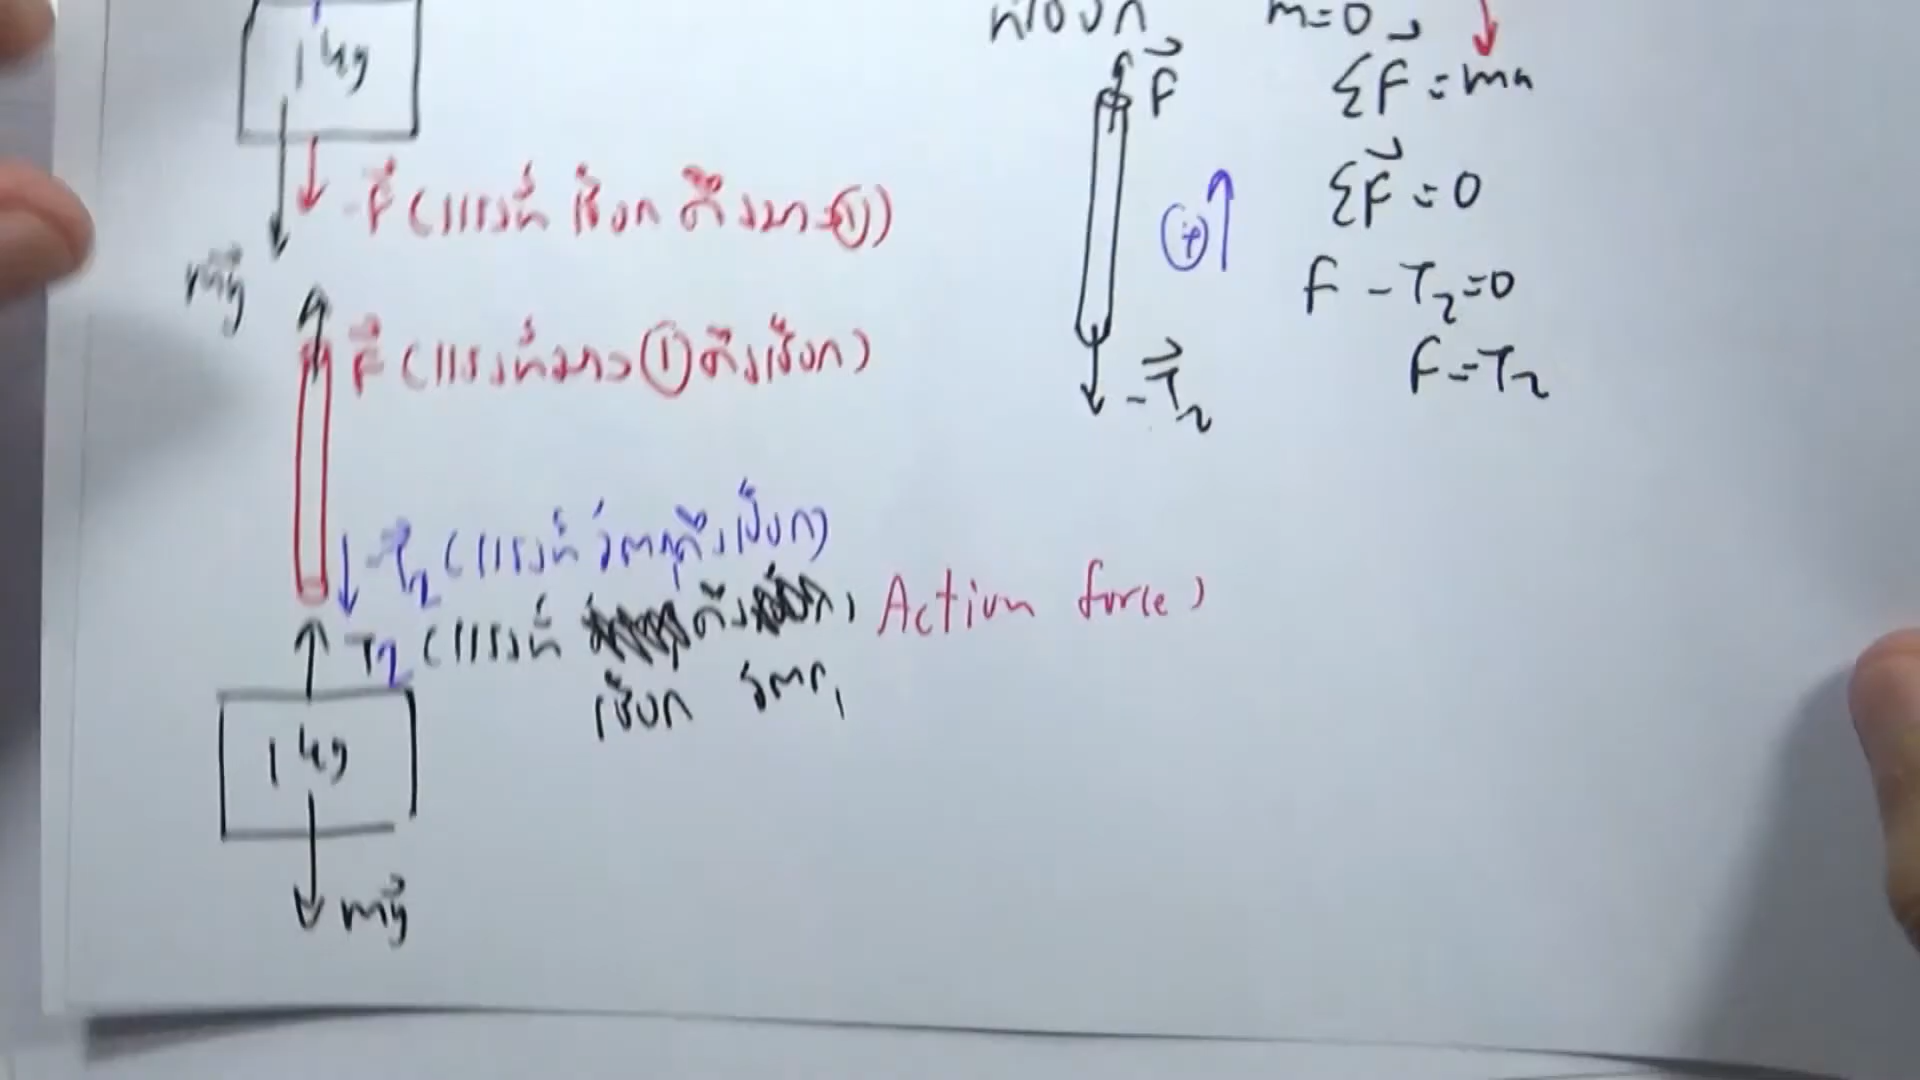 1 kg
-F (แรงที่ เชือก ดึงมวล ①)
mg
F (แรงที่มวล ① ดึงเชือก)
-T₂ (แรงที่ วัตถุดึงเชือก)
T₂ (แรงที่ ดึง, Action force)
เชือก วัตถุ
1 kg
mg
ที่เชือก m=0
F
ΣF = ma
ΣF = 0
(+)
F - T₂ = 0
F = T₂
-T₂